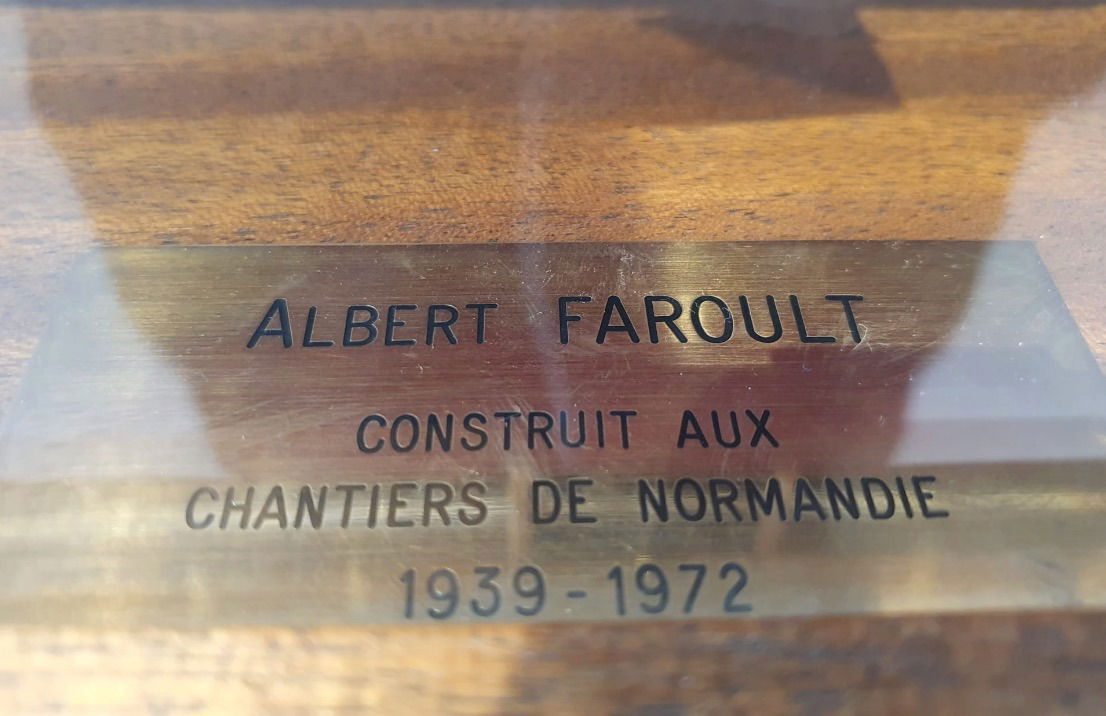 ALBERT FAROULT
CONSTRUIT AUX
CHANTIERS DE NORMANDIE
1939-1972